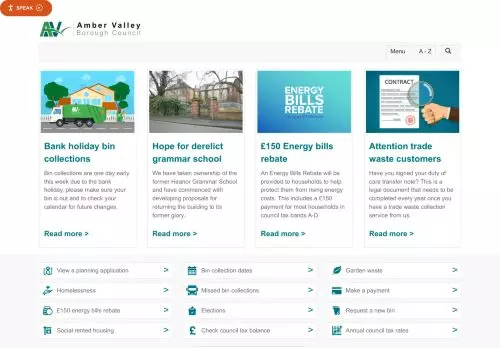 SPEAK
Amber Valley
Borough Council
Menu
A - Z
ENERGY
BILLS
REBATE
CONTRACT
Bank holiday bin
collections
Bin collections are one day early
this week due to the bank
holiday, please make sure your
bin is out and to check your
calendar for future changes.
Read more >
Hope for derelict
grammar school
We have taken ownership of the
former Heanor Grammar School
and have commenced with
developing proposals for
returning the building to its
former glory.
Read more >
£150 Energy bills
rebate
An Energy Bills Rebate will be
provided to households to help
protect them from rising energy
costs. This includes a £150
payment for most households in
council tax bands A-D
Read more >
Attention trade
waste customers
Have you signed your duty of
care transfer note? This is a
legal document that needs to be
completed every year once you
have a trade waste collection
service from us
Read more >
View a planning application >
Bin collection dates >
Garden waste >
Homelessness >
Missed bin collections >
Make a payment >
£150 energy bills rebate >
Elections >
Request a new bin >
Social rented housing >
£ Check council tax balance >
Annual council tax rates >